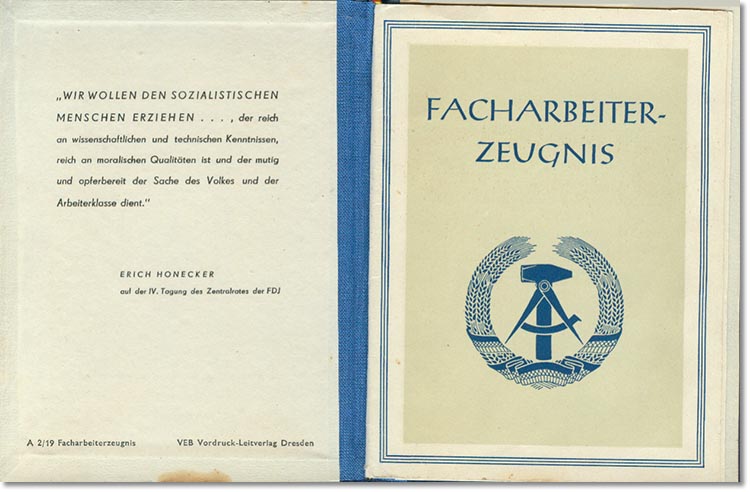 „WIR WOLLEN DEN SOZIALISTISCHEN
MENSCHEN ERZIEHEN . . . . , der reich
an wissenschaftlichen und technischen Kenntnissen,
reich an moralischen Qualitäten ist und der mutig
und opferbereit der Sache des Volkes und der
Arbeiterklasse dient."
ERICH HONECKER
auf der IV. Tagung des Zentralrates der FDJ
A 2/19 Facharbeiterzeugnis VEB Vordruck-Leitverlag Dresden
FACHARBEITER-
ZEUGNIS